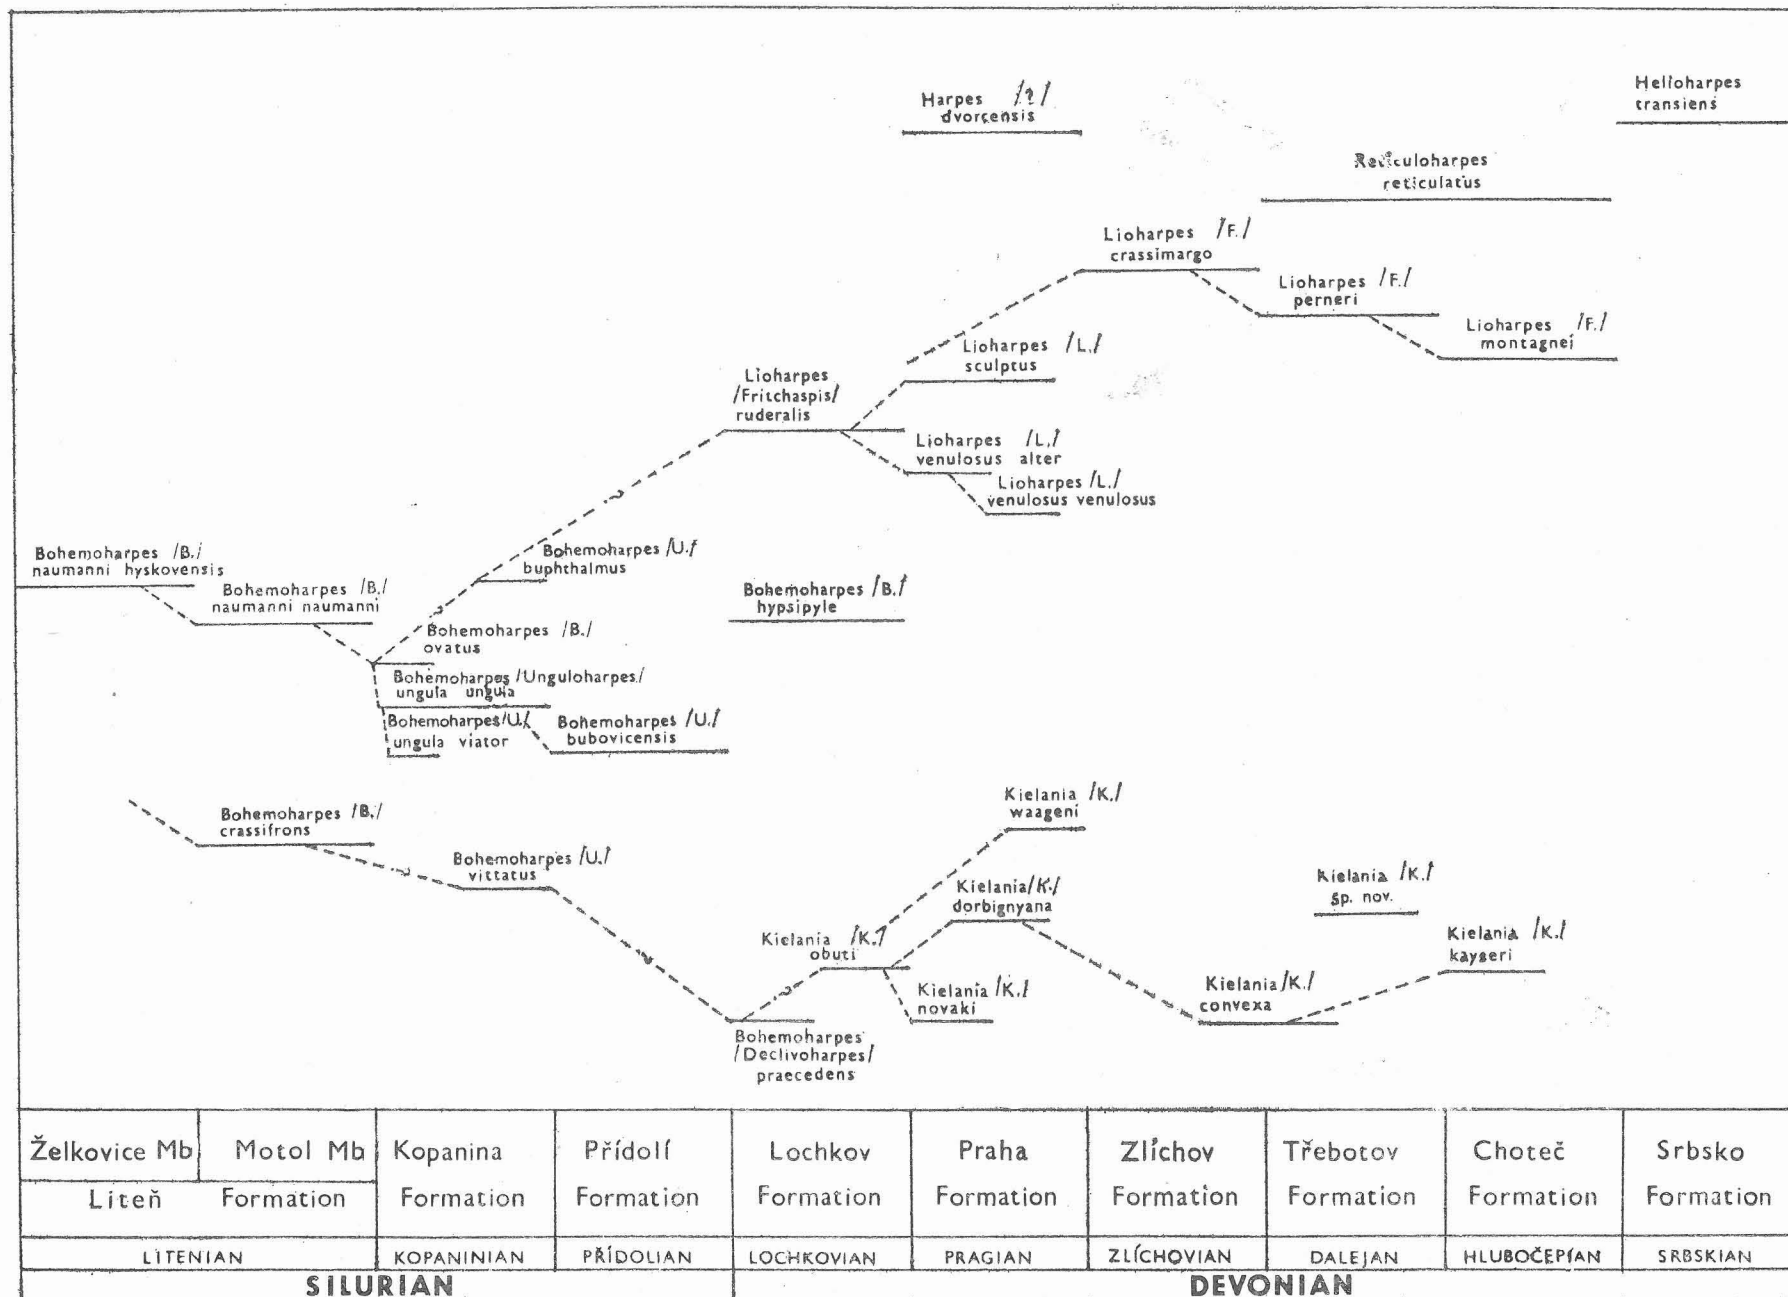 Harpes /?/
dvorcensis
Helioharpes
transiens
Reticuloharpes
reticulatus
Lioharpes /F./
crassimargo
Lioharpes /F./
perneri
Lioharpes /F./
montagnei
Lioharpes /L./
sculptus
Lioharpes
/Fritchaspis/
ruderalis
Lioharpes /L./
venulosus alter
Lioharpes /L./
venulosus venulosus
Bohemoharpes /B./
naumanni hyskovensis
Bohemoharpes /B./
naumanni naumanni
Bohemoharpes /U./
buphthalmus
Bohemoharpes /B./
hypsipyle
Bohemoharpes /B./
ovatus
Bohemoharpes /Unguloharpes/
ungula ungula
Bohemoharpes /U./
ungula viator
Bohemoharpes /U./
bubovicensis
Bohemoharpes /B./
crassifrons
Bohemoharpes /U./
vittatus
Kielania /K./
waageni
Kielania /K./
dorbignyana
Kielania /K./
sp. nov.
Kielania /K./
obuti
Kielania /K./
kayseri
Kielania /K./
novaki
Kielania /K./
convexa
Bohemoharpes
/Declivoharpes/
praecedens
Želkovice Mb Motol Mb Kopanina Přídolí Lochkov Praha Zlíchov Třebotov Choteč Srbsko
Liteň Formation Formation Formation Formation Formation Formation Formation Formation Formation
LITENIAN KOPANINIAN PŘÍDOLIAN LOCHKOVIAN PRAGIAN ZLÍCHOVIAN DALEJAN HLUBOČEPIAN SRBSKIAN
SILURIAN DEVONIAN